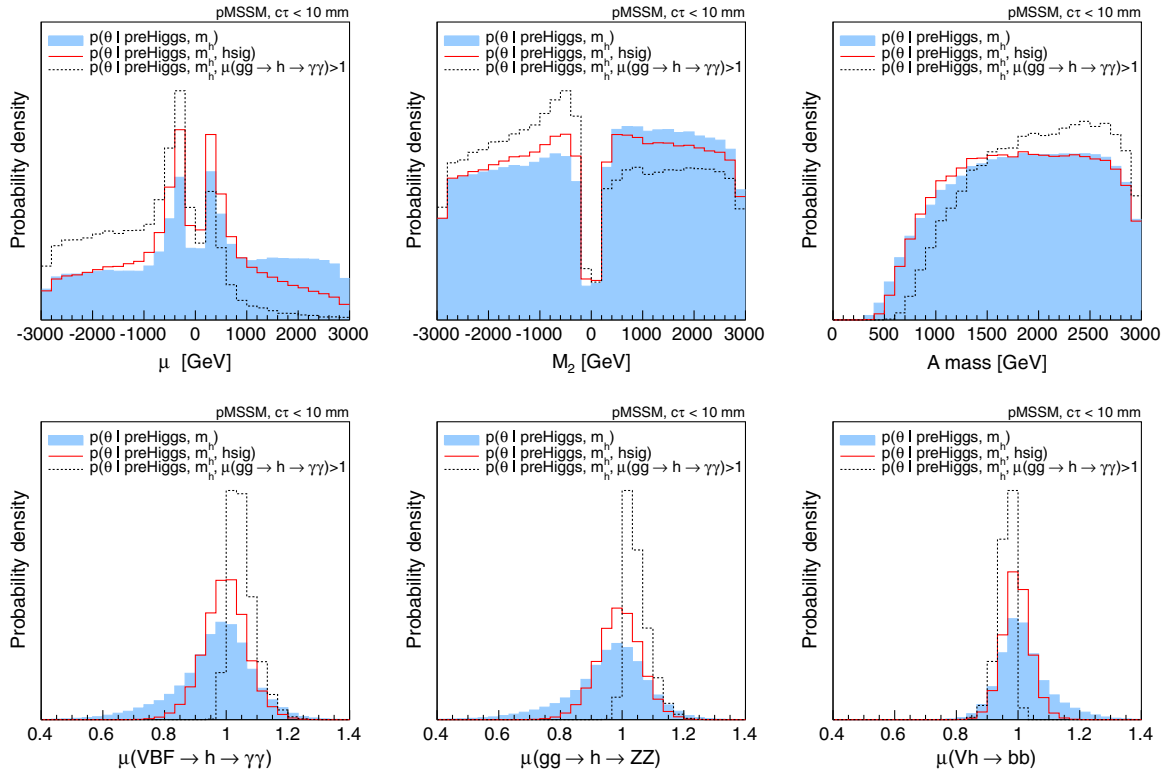 pMSSM, cτ < 10 mm
p(θ | preHiggs, m_h)
p(θ | preHiggs, m_h, hsig)
p(θ | preHiggs, m_h, μ(gg → h → γγ)>1
Probability density
-3000 -2000 -1000 0 1000 2000 3000
μ [GeV]
pMSSM, cτ < 10 mm
p(θ | preHiggs, m_h)
p(θ | preHiggs, m_h, hsig)
p(θ | preHiggs, m_h, μ(gg → h → γγ)>1
Probability density
-3000 -2000 -1000 0 1000 2000 3000
M_2 [GeV]
pMSSM, cτ < 10 mm
p(θ | preHiggs, m_h)
p(θ | preHiggs, m_h, hsig)
p(θ | preHiggs, m_h, μ(gg → h → γγ)>1
Probability density
0 500 1000 1500 2000 2500 3000
A mass [GeV]
pMSSM, cτ < 10 mm
p(θ | preHiggs, m_h)
p(θ | preHiggs, m_h, hsig)
p(θ | preHiggs, m_h, μ(gg → h → γγ)>1
Probability density
0.4 0.6 0.8 1 1.2 1.4
μ(VBF → h → γγ)
pMSSM, cτ < 10 mm
p(θ | preHiggs, m_h)
p(θ | preHiggs, m_h, hsig)
p(θ | preHiggs, m_h, μ(gg → h → γγ)>1
Probability density
0.4 0.6 0.8 1 1.2 1.4
μ(gg → h → ZZ)
pMSSM, cτ < 10 mm
p(θ | preHiggs, m_h)
p(θ | preHiggs, m_h, hsig)
p(θ | preHiggs, m_h, μ(gg → h → γγ)>1
Probability density
0.4 0.6 0.8 1 1.2 1.4
μ(Vh → bb)